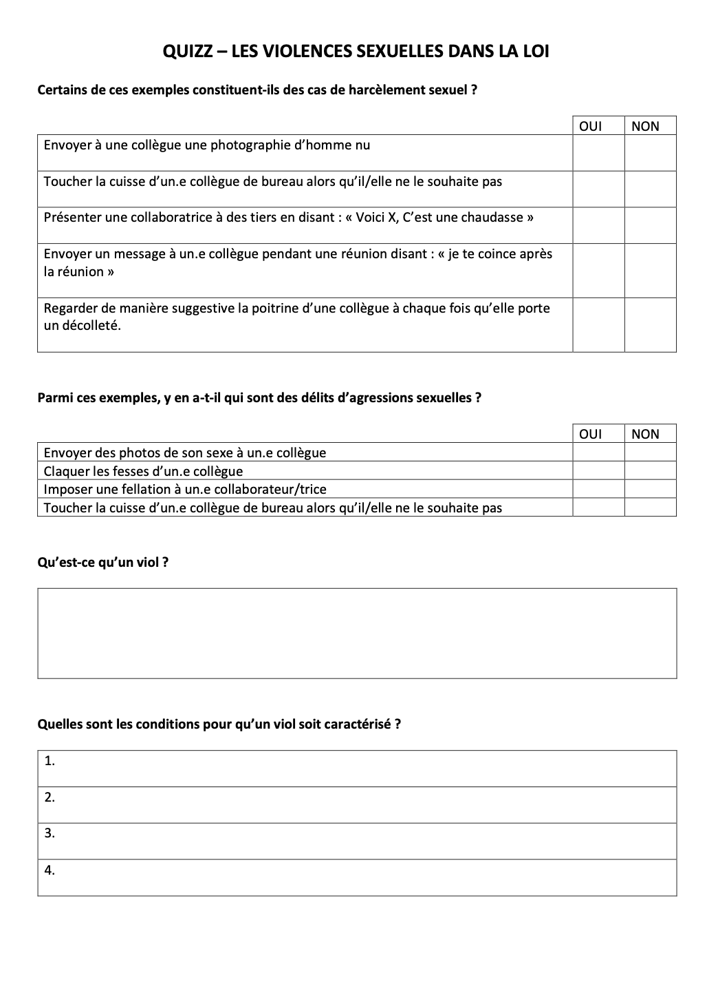 QUIZZ – LES VIOLENCES SEXUELLES DANS LA LOI
Certains de ces exemples constituent-ils des cas de harcèlement sexuel ?
OUI NON
Envoyer à une collègue une photographie d’homme nu
Toucher la cuisse d’un.e collègue de bureau alors qu’il/elle ne le souhaite pas
Présenter une collaboratrice à des tiers en disant : « Voici X, C’est une chaudasse »
Envoyer un message à un.e collègue pendant une réunion disant : « je te coince après
la réunion »
Regarder de manière suggestive la poitrine d’une collègue à chaque fois qu’elle porte
un décolleté.
Parmi ces exemples, y en a-t-il qui sont des délits d’agressions sexuelles ?
OUI NON
Envoyer des photos de son sexe à un.e collègue
Claquer les fesses d’un.e collègue
Imposer une fellation à un.e collaborateur/trice
Toucher la cuisse d’un.e collègue de bureau alors qu’il/elle ne le souhaite pas
Qu’est-ce qu’un viol ?
Quelles sont les conditions pour qu’un viol soit caractérisé ?
1.
2.
3.
4.